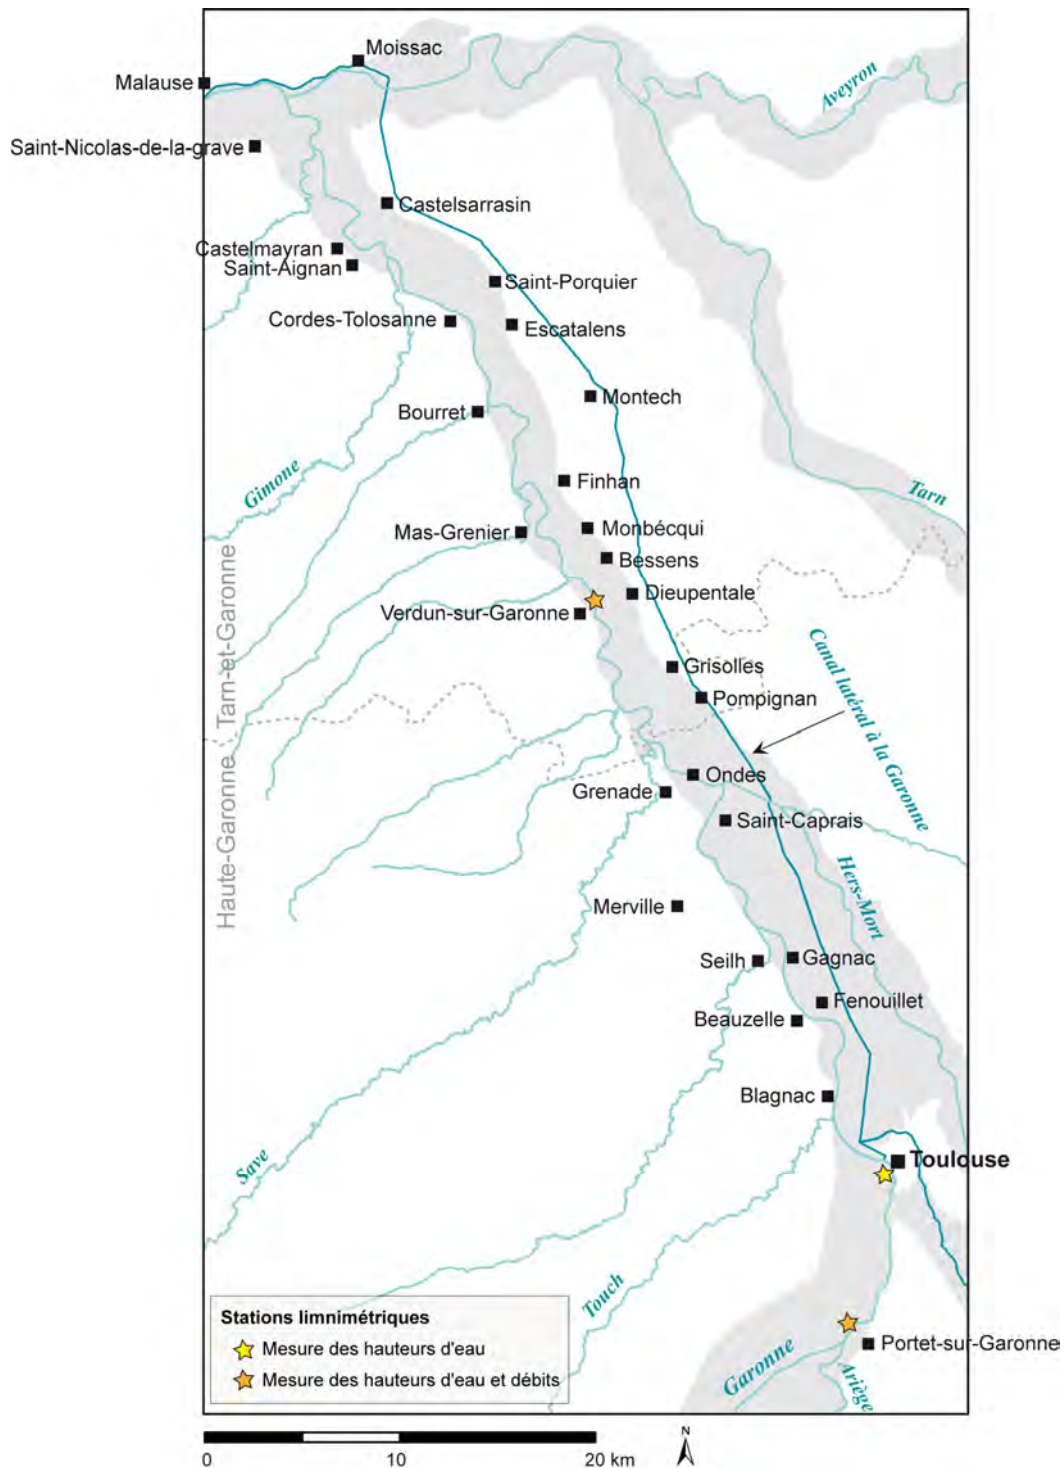 Moissac
Malause
Aveyron
Saint-Nicolas-de-la-grave
Castelsarrasin
Castelmayran
Saint-Aignan
Saint-Porquier
Cordes-Tolosanne
Escatalens
Montech
Bourret
Gimone
Finhan
Tarn
Mas-Grenier
Monbécqui
Bessens
Dieupentale
Verdun-sur-Garonne
Tarn-et-Garonne
Haute-Garonne
Grisolles
Pompignan
Canal latéral à la Garonne
Ondes
Grenade
Saint-Caprais
Hers-Mort
Merville
Seilh
Gagnac
Fenouillet
Beauzelle
Blagnac
Save
Toulouse
Touch
Stations limnimétriques
Mesure des hauteurs d'eau
Mesure des hauteurs d'eau et débits
Portet-sur-Garonne
Garonne
Ariège
N
0 10 20 km